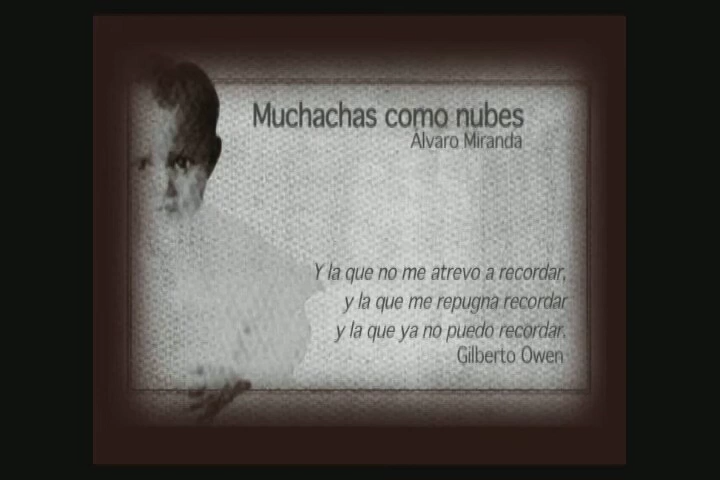 Muchachas como nubes
Álvaro Miranda
Y la que no me atrevo a recordar,
y la que me repugna recordar
y la que ya no puedo recordar.
Gilberto Owen